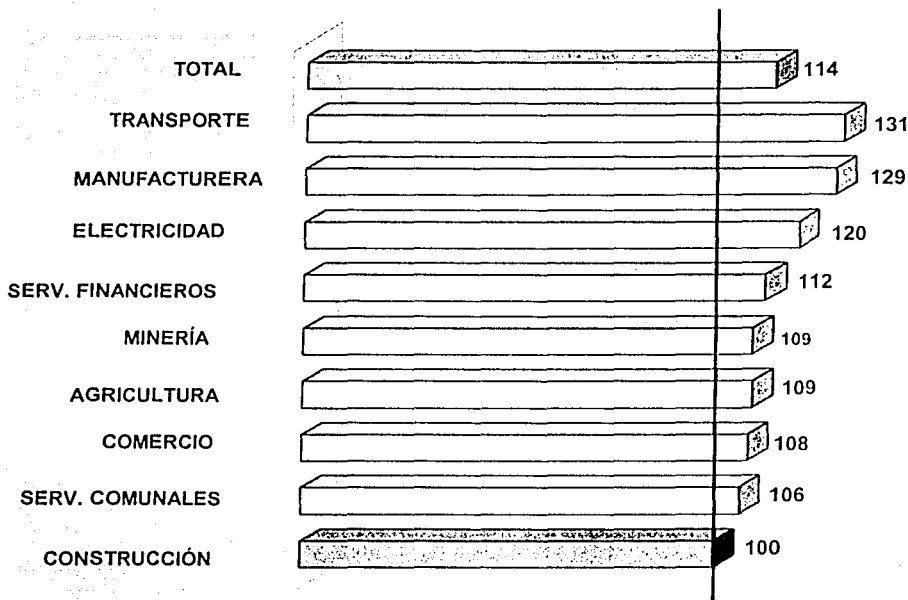 TOTAL 114
TRANSPORTE 131
MANUFACTURERA 129
ELECTRICIDAD 120
SERV. FINANCIEROS 112
MINERÍA 109
AGRICULTURA 109
COMERCIO 108
SERV. COMUNALES 106
CONSTRUCCIÓN 100